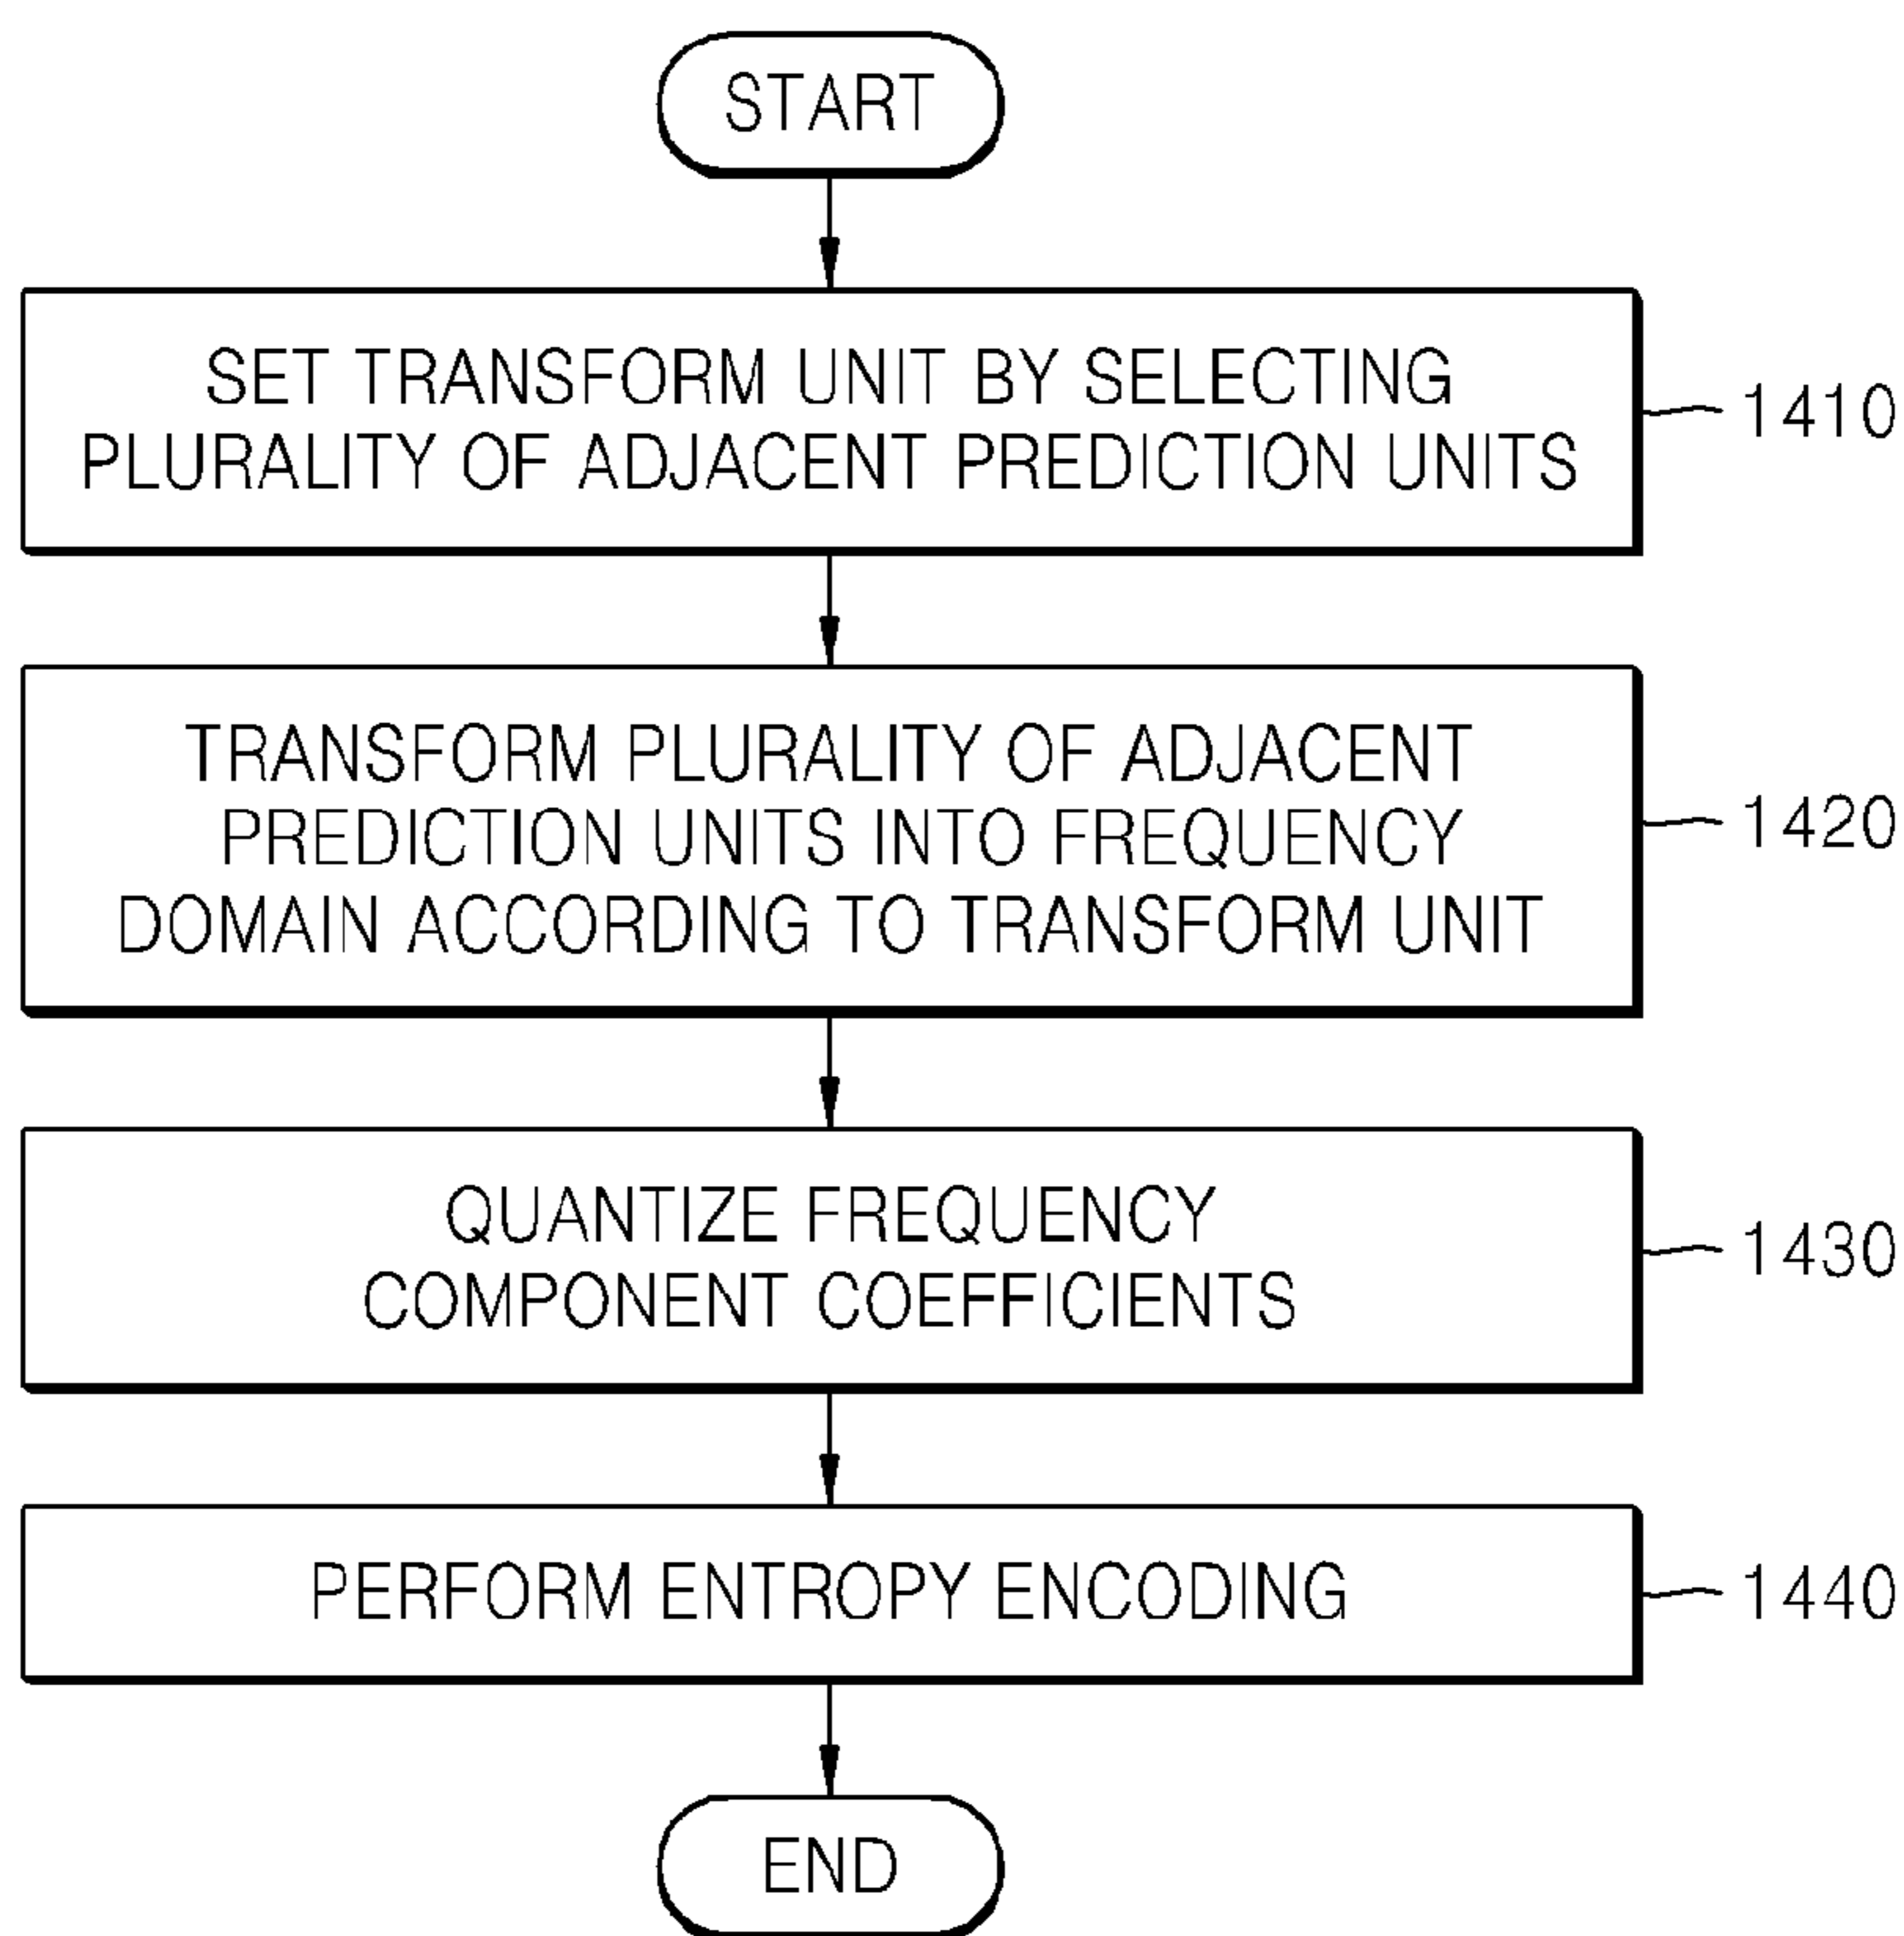 START
SET TRANSFORM UNIT BY SELECTING
PLURALITY OF ADJACENT PREDICTION UNITS
1410
TRANSFORM PLURALITY OF ADJACENT
PREDICTION UNITS INTO FREQUENCY
DOMAIN ACCORDING TO TRANSFORM UNIT
1420
QUANTIZE FREQUENCY
COMPONENT COEFFICIENTS
1430
PERFORM ENTROPY ENCODING
1440
END